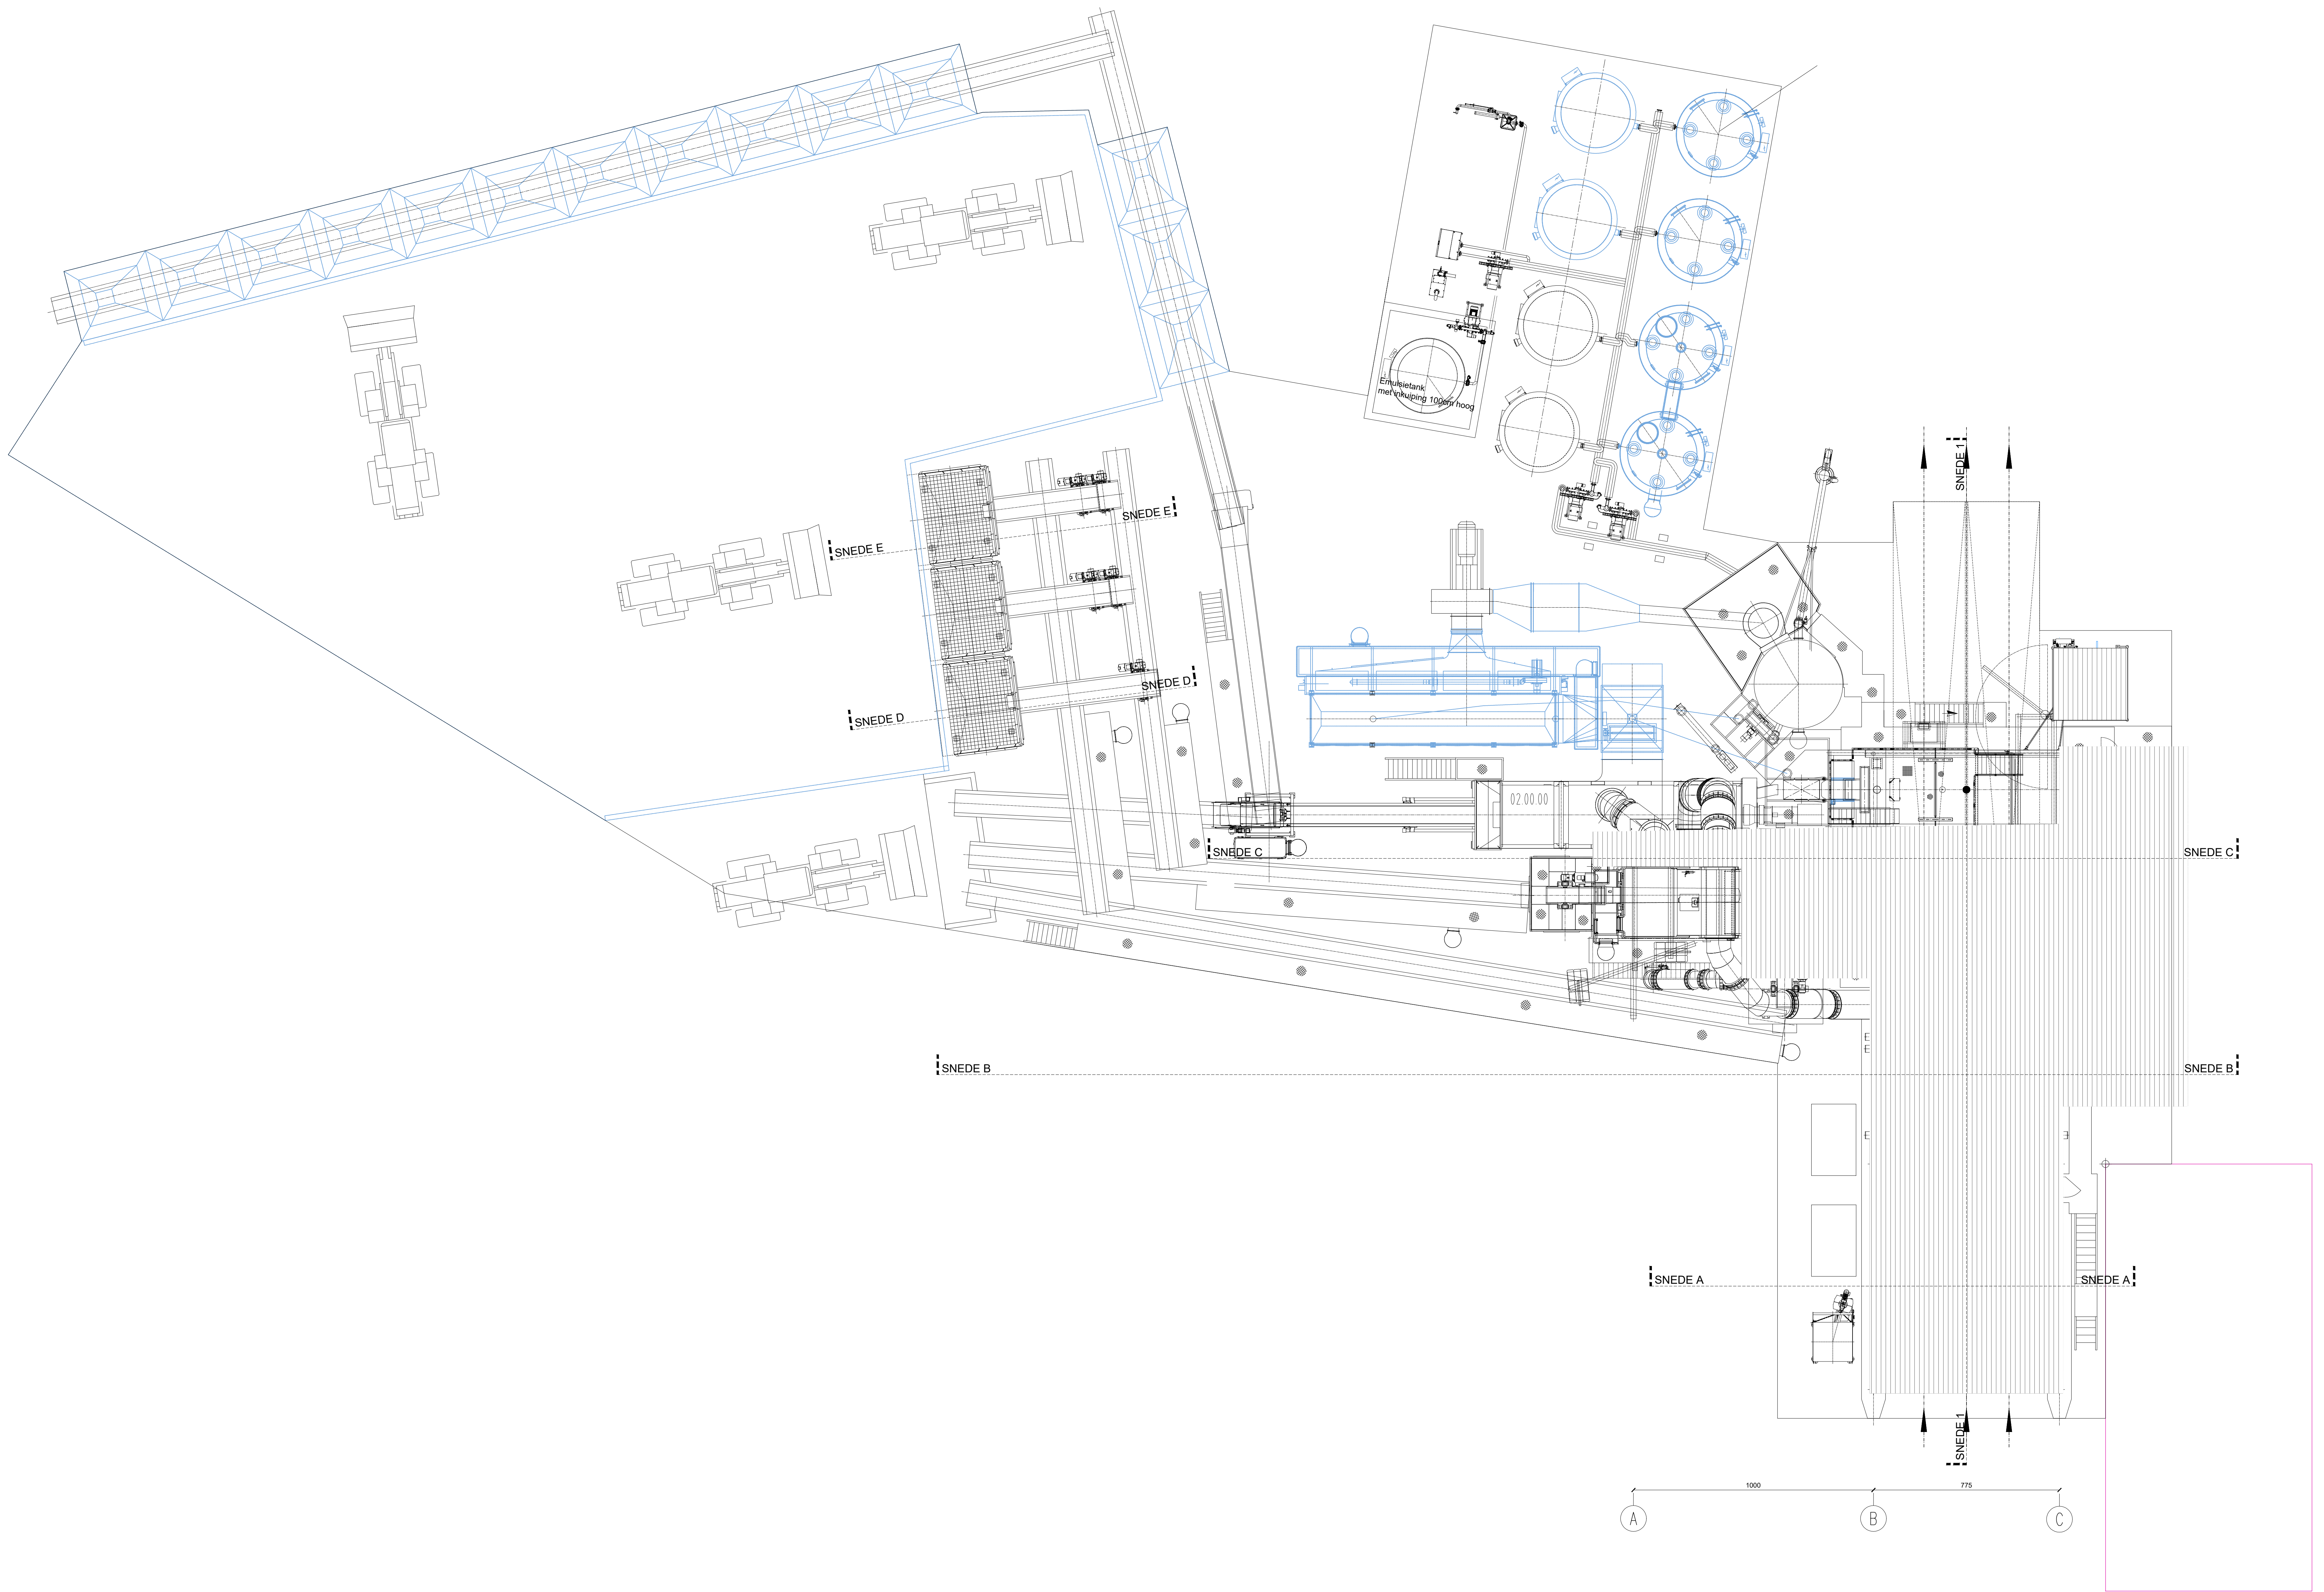 Emulsietank
met inkuiping 100cm hoog
SNEDE 1
SNEDE E
SNEDE E
SNEDE D
SNEDE D
02.00.00
SNEDE C
SNEDE C
SNEDE B
SNEDE B
SNEDE A
SNEDE A
SNEDE 1
1000
775
A
B
C